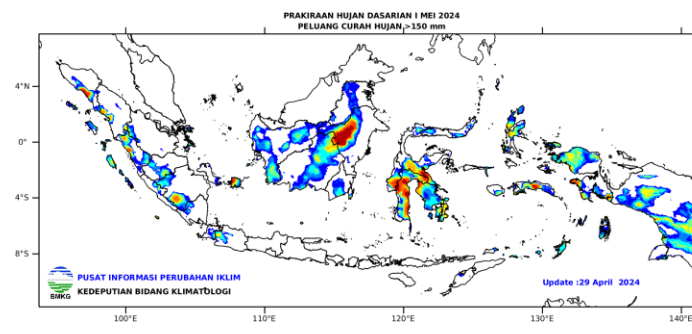 PRAKIRAAN HUJAN DASARIAN I MEI 2024
PELUANG CURAH HUJAN >150 mm
4°N
0°
4°S
8°S
PUSAT INFORMASI PERUBAHAN IKLIM
KEDEPUTIAN BIDANG KLIMATOLOGI
BMKG
Update :29 April 2024
100°E
110°E
120°E
130°E
140°E